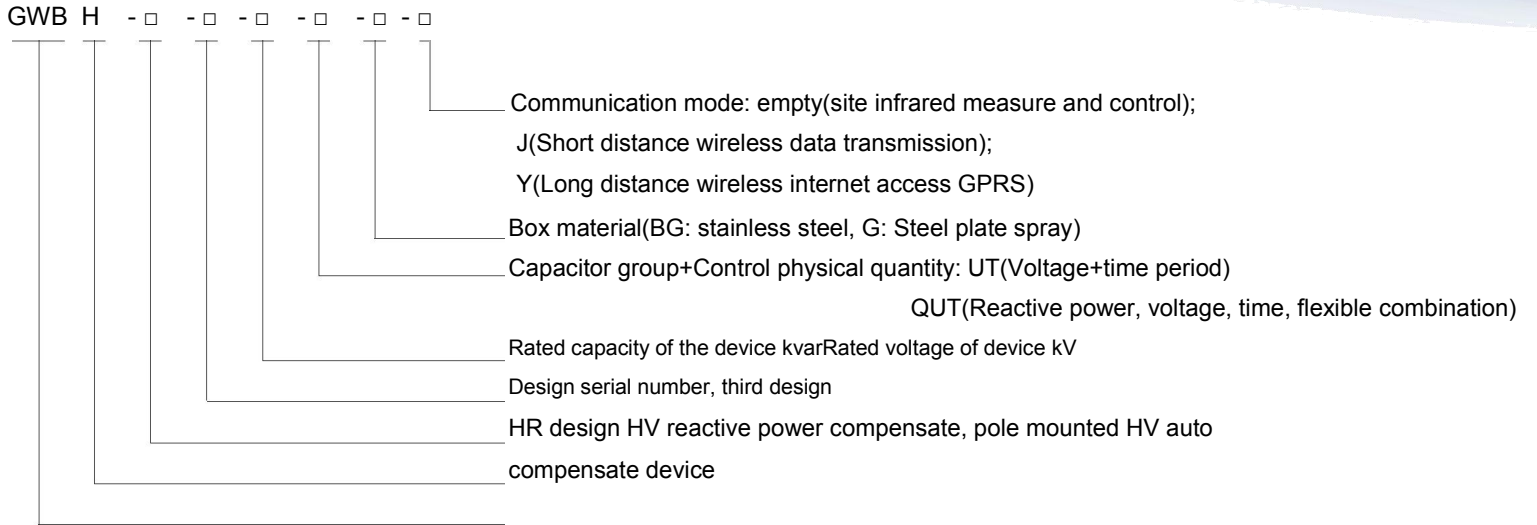 GWB H - □ - □ - □ - □ - □ - □
Communication mode: empty(site infrared measure and control);
J(Short distance wireless data transmission);
Y(Long distance wireless internet access GPRS)
Box material(BG: stainless steel, G: Steel plate spray)
Capacitor group+Control physical quantity: UT(Voltage+time period)
QUT(Reactive power, voltage, time, flexible combination)
Rated capacity of the device kvarRated voltage of device kV
Design serial number, third design
HR design HV reactive power compensate, pole mounted HV auto
compensate device